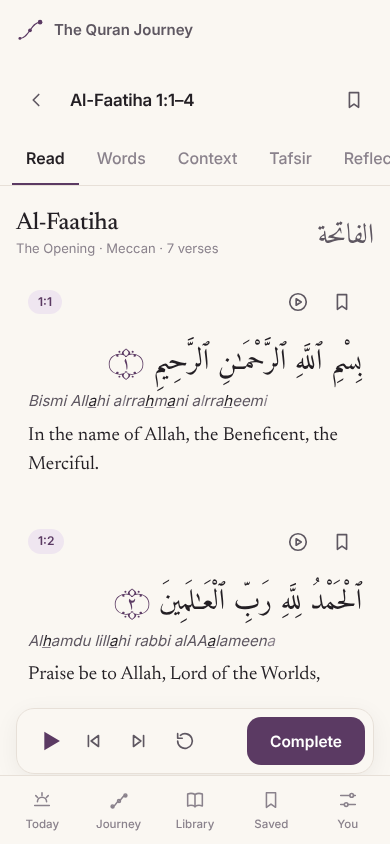 The Quran Journey
Al-Faatiha 1:1–4
Read Words Context Tafsir Reflec
Al-Faatiha
الفاتحة
The Opening · Meccan · 7 verses
1:1
بِسْمِ ٱللَّهِ ٱلرَّحْمَـٰنِ ٱلرَّحِيمِ ١
Bismi Allahi alrrahmani alrraheemi
In the name of Allah, the Beneficent, the
Merciful.
1:2
ٱلْحَمْدُ لِلَّهِ رَبِّ ٱلْعَـٰلَمِينَ ٢
Alhamdu lillahi rabbi alAAalameena
Praise be to Allah, Lord of the Worlds,
Complete
Today Journey Library Saved You